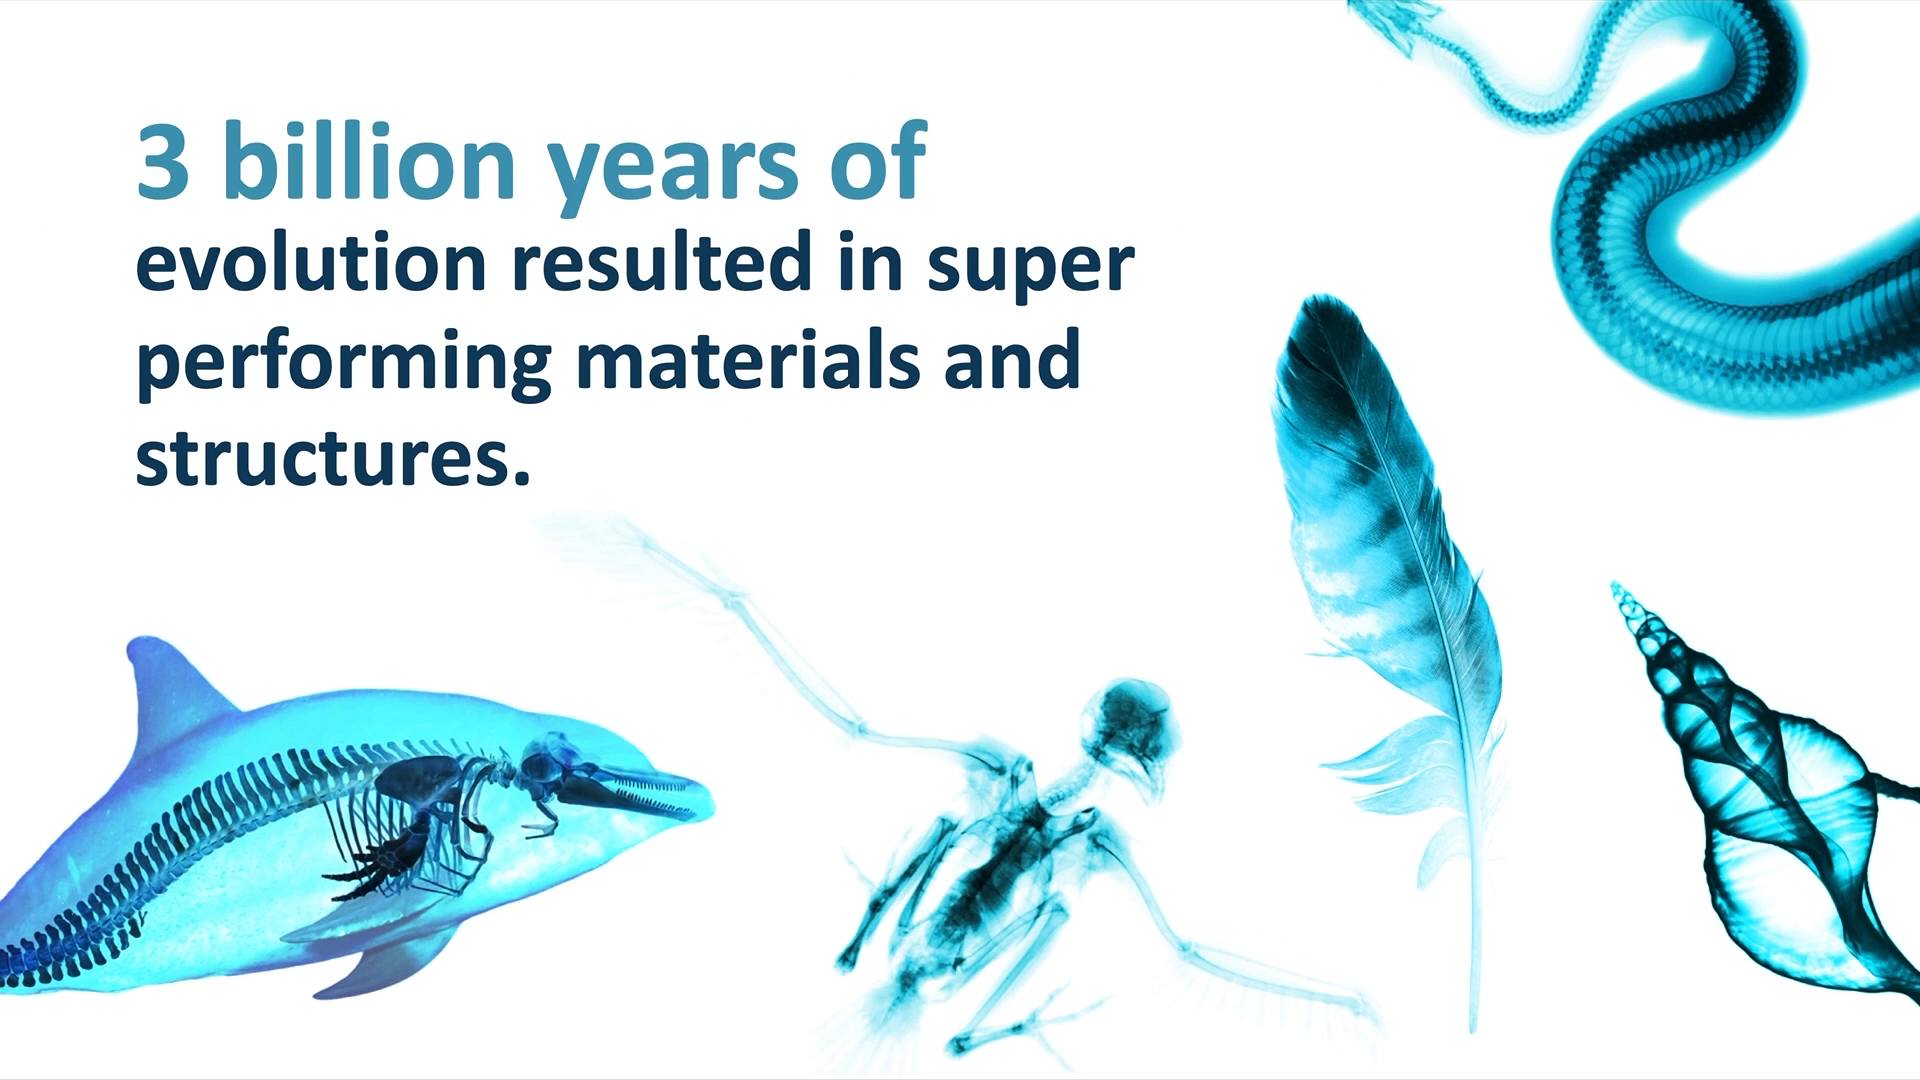 3 billion years of
evolution resulted in super
performing materials and
structures.